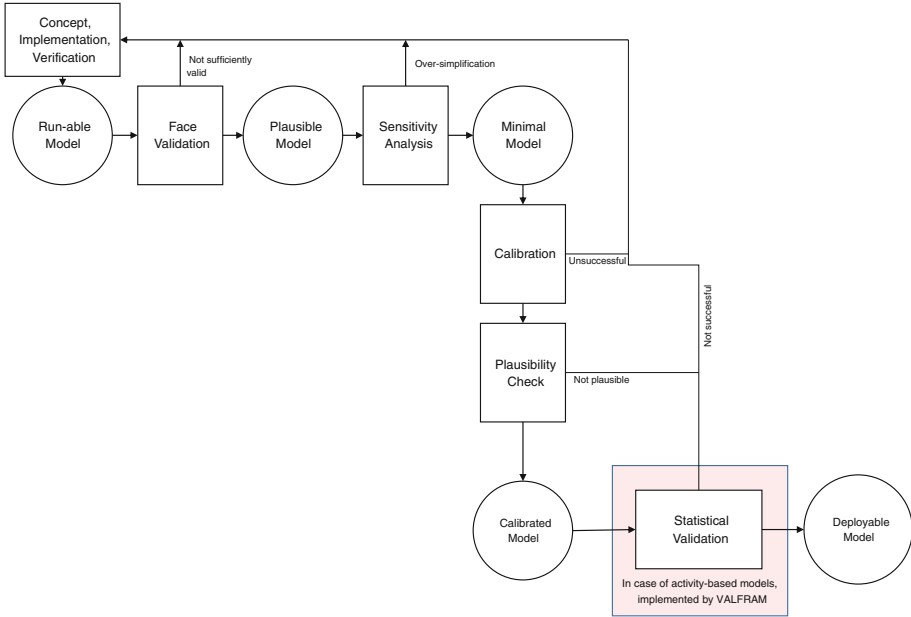 Concept,
Implementation,
Verification
Not sufficiently
valid
Over-simplification
Run-able
Model
Face
Validation
Plausible
Model
Sensitivity
Analysis
Minimal
Model
Calibration
Unsuccessful
Not successful
Plausibility
Check
Not plausible
Calibrated
Model
Statistical
Validation
Deployable
Model
In case of activity-based models,
implemented by VALFRAM